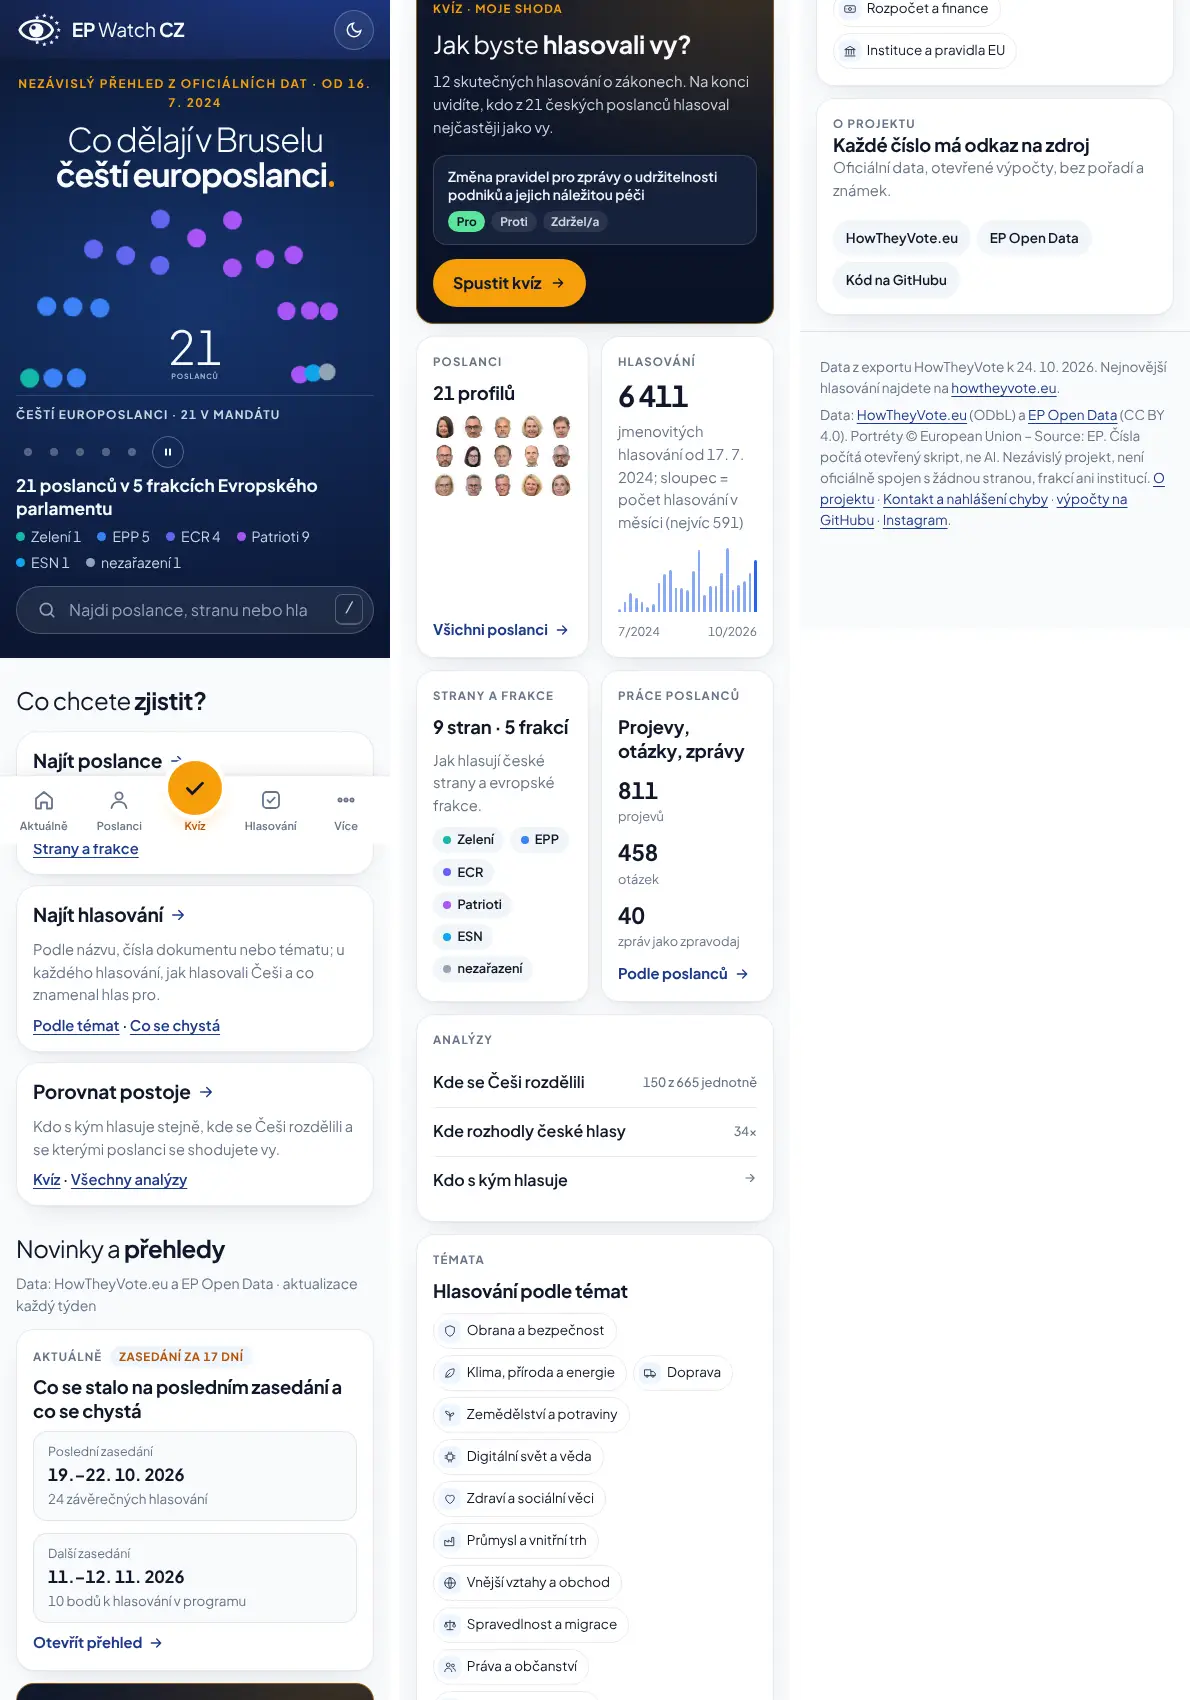 EP Watch CZ
NEZÁVISLÝ PŘEHLED Z OFICIÁLNÍCH DAT · OD 16.
7. 2024
Co dělají v Bruselu
čeští europoslanci.
21
POSLANCŮ
ČEŠTÍ EUROPOSLANCI · 21 V MANDÁTU
21 poslanců v 5 frakcích Evropského
parlamentu
Zelení 1 EPP 5 ECR 4 Patrioti 9
ESN 1 nezařazení 1
Najdi poslance, stranu nebo hla /
Co chcete zjistit?
Najít poslance →
Aktuálně Poslanci Kvíz Hlasování Více
Strany a frakce
Najít hlasování →
Podle názvu, čísla dokumentu nebo tématu; u
každého hlasování, jak hlasovali Češi a co
znamenal hlas pro.
Podle témat · Co se chystá
Porovnat postoje →
Kdo s kým hlasuje stejně, kde se Češi rozdělili a
se kterými poslanci se shodujete vy.
Kvíz · Všechny analýzy
Novinky a přehledy
Data: HowTheyVote.eu a EP Open Data · aktualizace
každý týden
AKTUÁLNĚ ZASEDÁNÍ ZA 17 DNÍ
Co se stalo na posledním zasedání a
co se chystá
Poslední zasedání
19.–22. 10. 2026
24 závěrečných hlasování
Další zasedání
11.–12. 11. 2026
10 bodů k hlasování v programu
Otevřít přehled →
KVÍZ · MOJE SHODA
Jak byste hlasovali vy?
12 skutečných hlasování o zákonech. Na konci
uvidíte, kdo z 21 českých poslanců hlasoval
nejčastěji jako vy.
Změna pravidel pro zprávy o udržitelnosti
podniků a jejich náležitou péči
Pro Proti Zdržel/a
Spustit kvíz →
POSLANCI
21 profilů
Všichni poslanci →
HLASOVÁNÍ
6 411
jmenovitých
hlasování od 17. 7.
2024; sloupec =
počet hlasování v
měsíci (nejvíc 591)
7/2024 10/2026
STRANY A FRAKCE
9 stran · 5 frakcí
Jak hlasují české
strany a evropské
frakce.
Zelení EPP
ECR
Patrioti
ESN
nezařazení
PRÁCE POSLANCŮ
Projevy,
otázky, zprávy
811
projevů
458
otázek
40
zpráv jako zpravodaj
Podle poslanců →
ANALÝZY
Kde se Češi rozdělili 150 z 665 jednotně
Kde rozhodly české hlasy 34×
Kdo s kým hlasuje →
TÉMATA
Hlasování podle témat
Obrana a bezpečnost
Klima, příroda a energie Doprava
Zemědělství a potraviny
Digitální svět a věda
Zdraví a sociální věci
Průmysl a vnitřní trh
Vnější vztahy a obchod
Spravedlnost a migrace
Práva a občanství
Rozpočet a finance
Instituce a pravidla EU
O PROJEKTU
Každé číslo má odkaz na zdroj
Oficiální data, otevřené výpočty, bez pořadí a
známek.
HowTheyVote.eu EP Open Data
Kód na GitHubu
Data z exportu HowTheyVote k 24. 10. 2026. Nejnovější
hlasování najdete na howtheyvote.eu.
Data: HowTheyVote.eu (ODbL) a EP Open Data (CC BY
4.0). Portréty © European Union – Source: EP. Čísla
počítá otevřený skript, ne AI. Nezávislý projekt, není
oficiálně spojen s žádnou stranou, frakcí ani institucí. O
projektu · Kontakt a nahlášení chyby · výpočty na
GitHubu · Instagram.